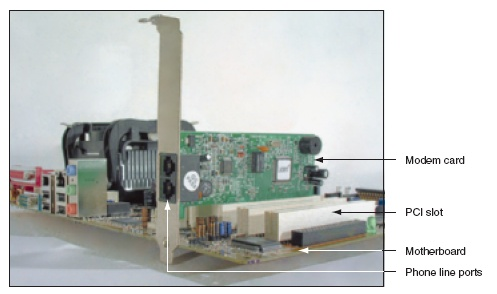 Modem card
PCI slot
Motherboard
Phone line ports